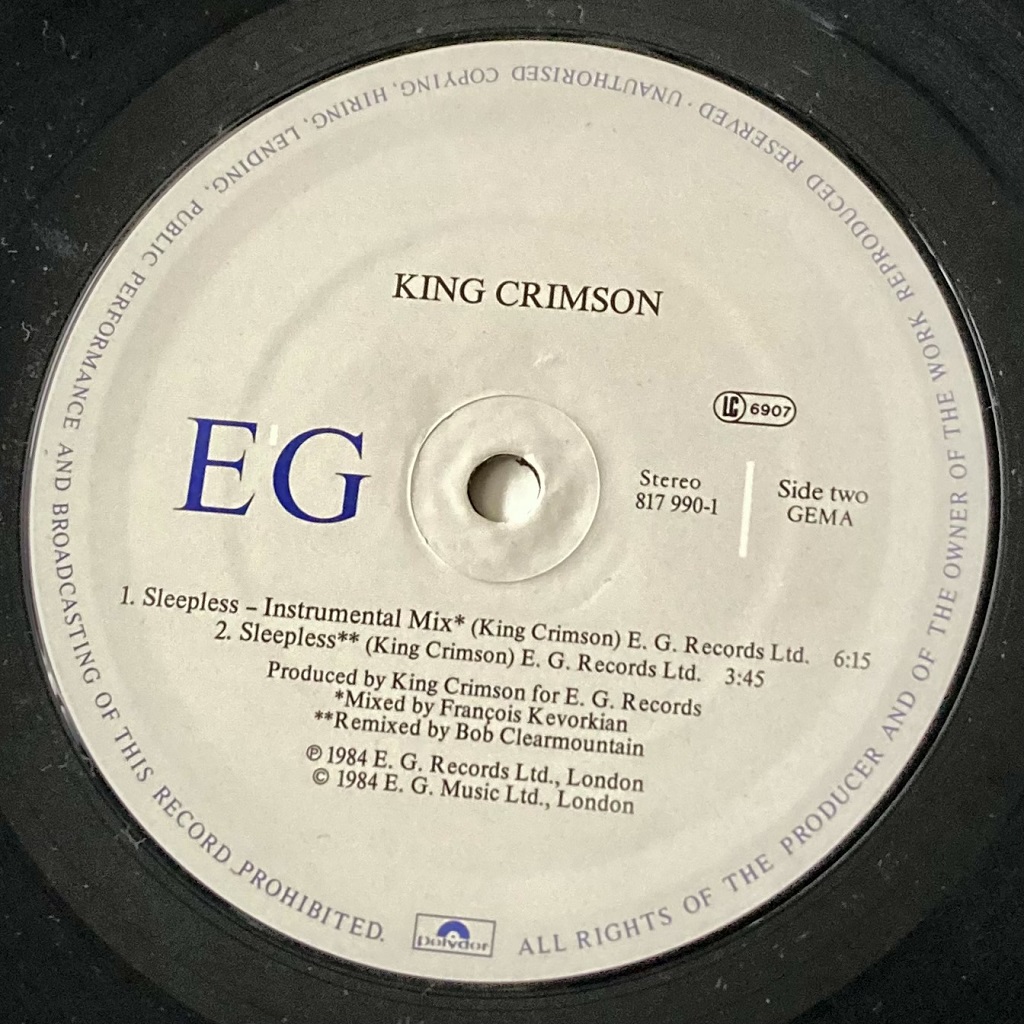 KING CRIMSON
LC 6907
EG
Stereo
817 990-1
Side two
GEMA
1. Sleepless – Instrumental Mix* (King Crimson) E. G. Records Ltd. 6:15
2. Sleepless** (King Crimson) E. G. Records Ltd. 3:45
Produced by King Crimson for E. G. Records
*Mixed by François Kevorkian
**Remixed by Bob Clearmountain
℗ 1984 E. G. Records Ltd., London
© 1984 E. G. Music Ltd., London
polydor
ALL RIGHTS OF THE PRODUCER AND OF THE OWNER OF THE WORK REPRODUCED RESERVED · UNAUTHORISED COPYING, HIRING, LENDING, PUBLIC PERFORMANCE AND BROADCASTING OF THIS RECORD PROHIBITED.